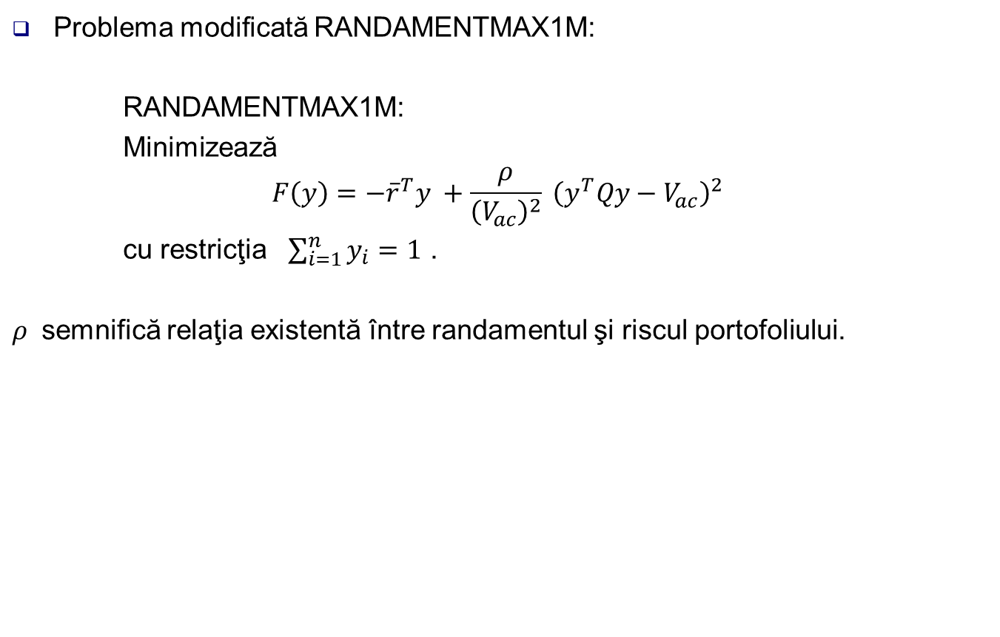 ❑ Problema modificată RANDAMENTMAX1M:
RANDAMENTMAX1M:
Minimizează
$F(y) = -\bar{r}^T y + \frac{\rho}{(V_{ac})^2} (y^T Q y - V_{ac})^2$
cu restricţia $\sum_{i=1}^{n} y_i = 1$ .
$\rho$ semnifică relaţia existentă între randamentul şi riscul portofoliului.